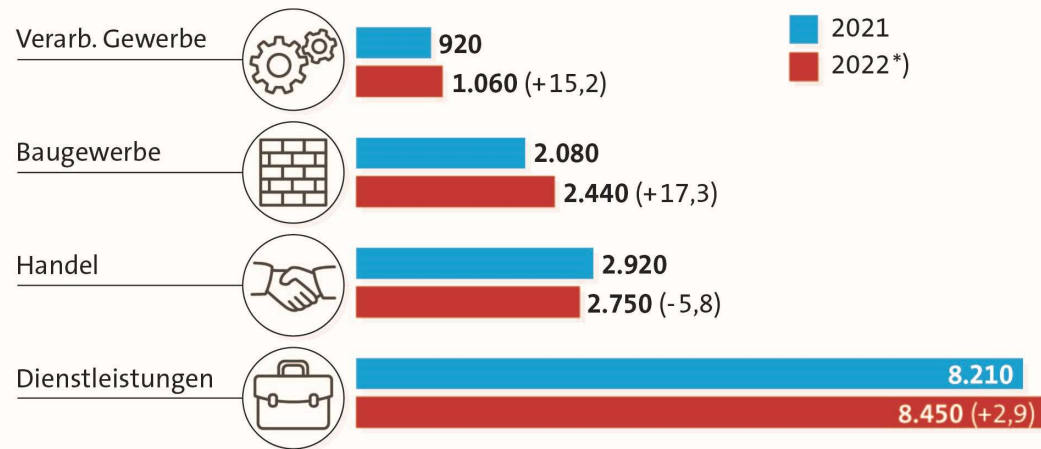 Verarb. Gewerbe
920
1.060 (+15,2)
2021
2022*)
Baugewerbe
2.080
2.440 (+17,3)
Handel
2.920
2.750 (-5,8)
Dienstleistungen
8.210
8.450 (+2,9)